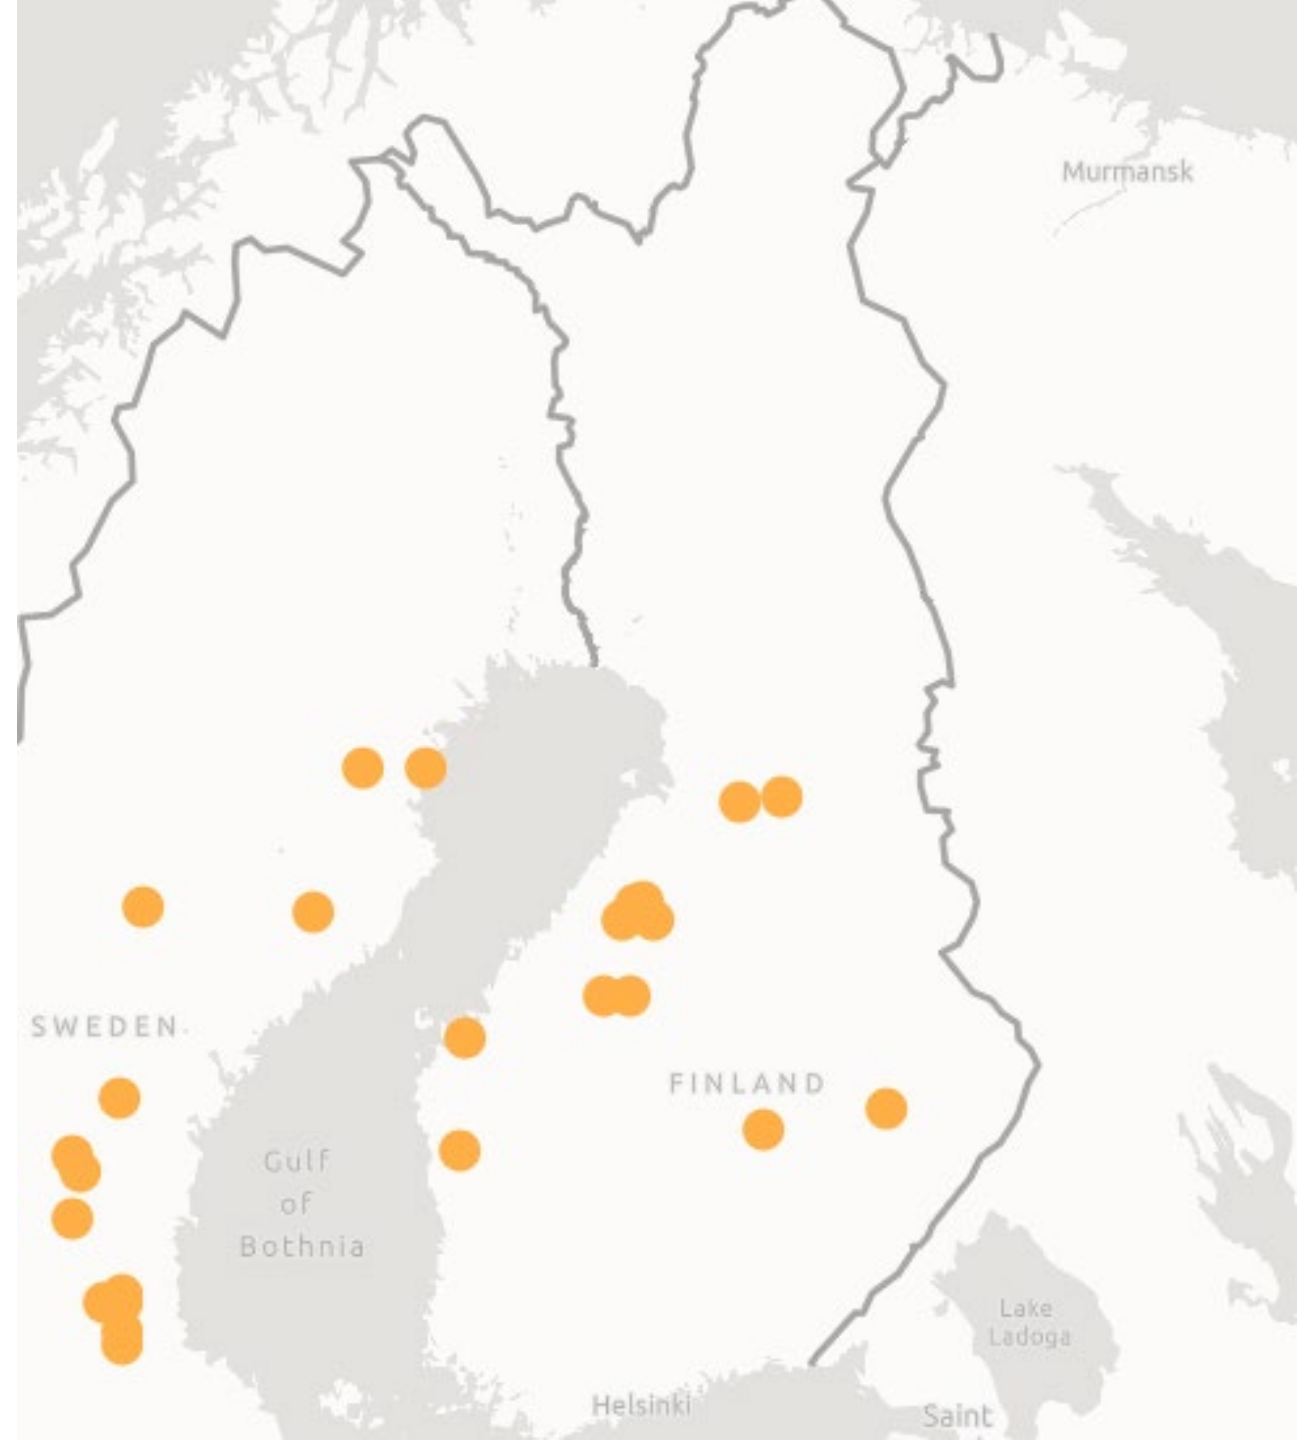 Murmansk
SWEDEN
FINLAND
Gulf
of
Bothnia
Lake
Ladoga
Helsinki
Saint